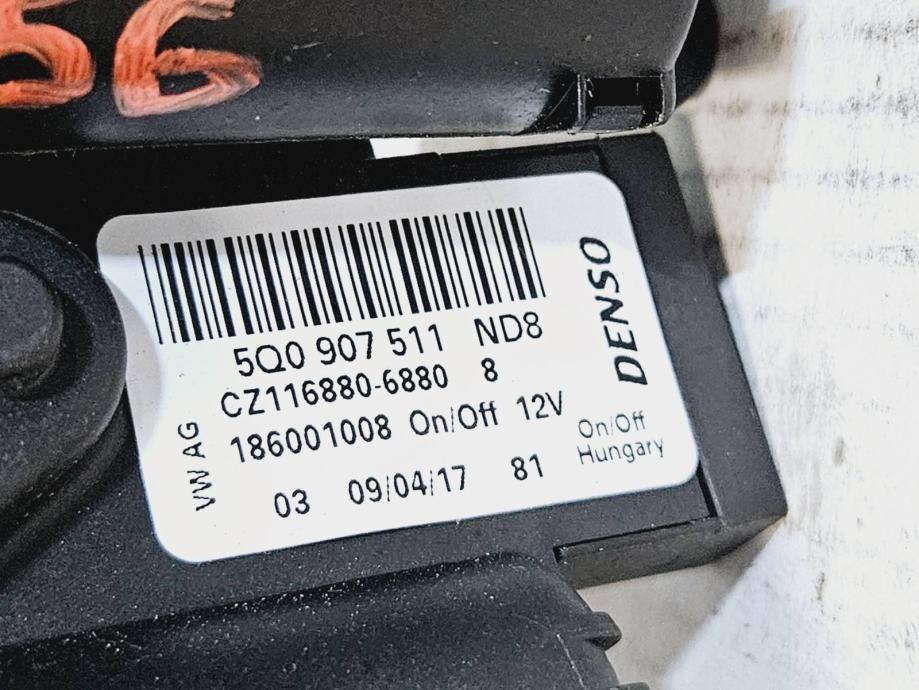 36
5Q0 907 511 ND8
CZ116880-6880 8
186001008 On/Off 12V
03 09/04/17 81
VW AG
DENSO
On/Off
Hungary